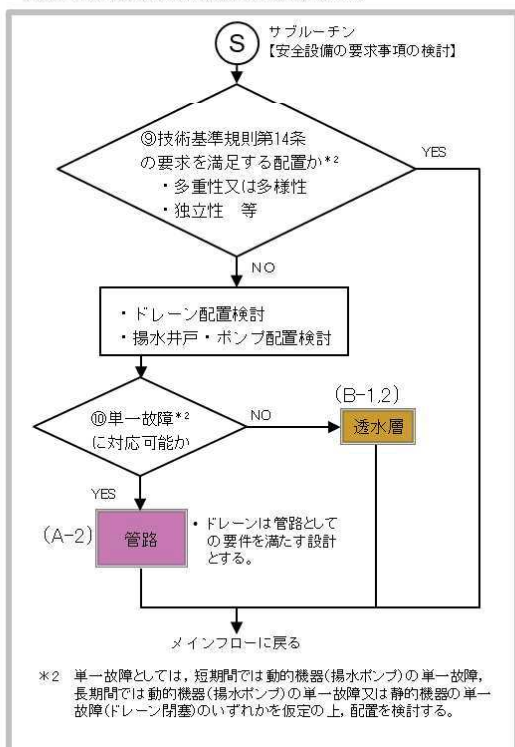 S
サブルーチン
【安全設備の要求事項の検討】
⑨技術基準規則第14条
の要求を満足する配置か*2
・多重性又は多様性
・独立性 等
YES
NO
・ドレーン配置検討
・揚水井戸・ポンプ配置検討
⑩単一故障*2
に対応可能か
NO
(B-1,2)
透水層
YES
(A-2)
管路
・ドレーンは管路として
の要件を満たす設計
とする。
メインフローに戻る
*2 単一故障としては，短期間では動的機器(揚水ポンプ)の単一故障，
長期間では動的機器(揚水ポンプ)の単一故障又は静的機器の単一
故障(ドレーン閉塞)のいずれかを仮定の上，配置を検討する。